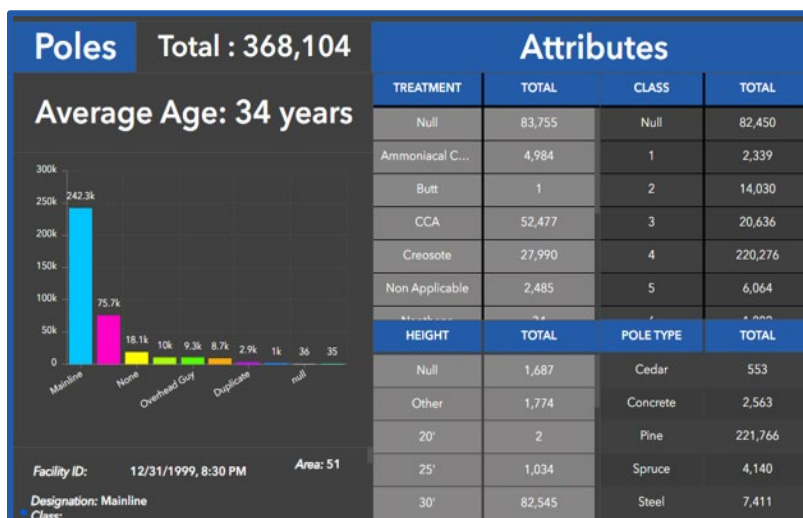 Poles
Total : 368,104
Average Age: 34 years
300k
250k
200k
150k
100k
50k
0
242.3k
75.7k
18.1k
10k
9.3k
8.7k
2.9k
1k
36
35
Mainline
None
Overhead Guy
Duplicate
null
Facility ID: 12/31/1999, 8:30 PM Area: 51
Designation: Mainline
Class:
Attributes
TREATMENT TOTAL CLASS TOTAL
Null 83,755 Null 82,450
Ammoniacal C... 4,984 1 2,339
Butt 1 2 14,030
CCA 52,477 3 20,636
Creosote 27,990 4 220,276
Non Applicable 2,485 5 6,064
HEIGHT TOTAL POLE TYPE TOTAL
Null 1,687 Cedar 553
Other 1,774 Concrete 2,563
20' 2 Pine 221,766
25' 1,034 Spruce 4,140
30' 82,545 Steel 7,411